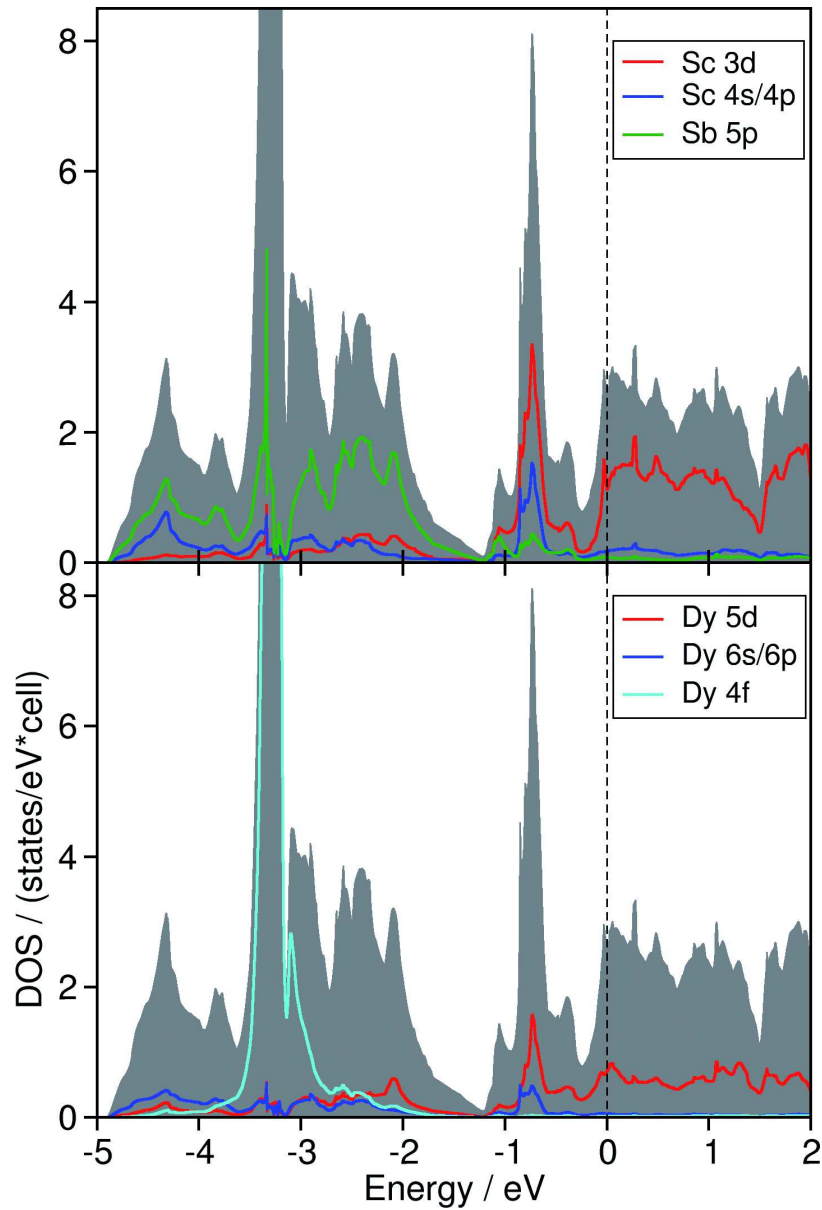 8
6
4
2
0
Sc 3d
Sc 4s/4p
Sb 5p
8
6
4
2
0
Dy 5d
Dy 6s/6p
Dy 4f
DOS / (states/eV*cell)
-5 -4 -3 -2 -1 0 1 2
Energy / eV